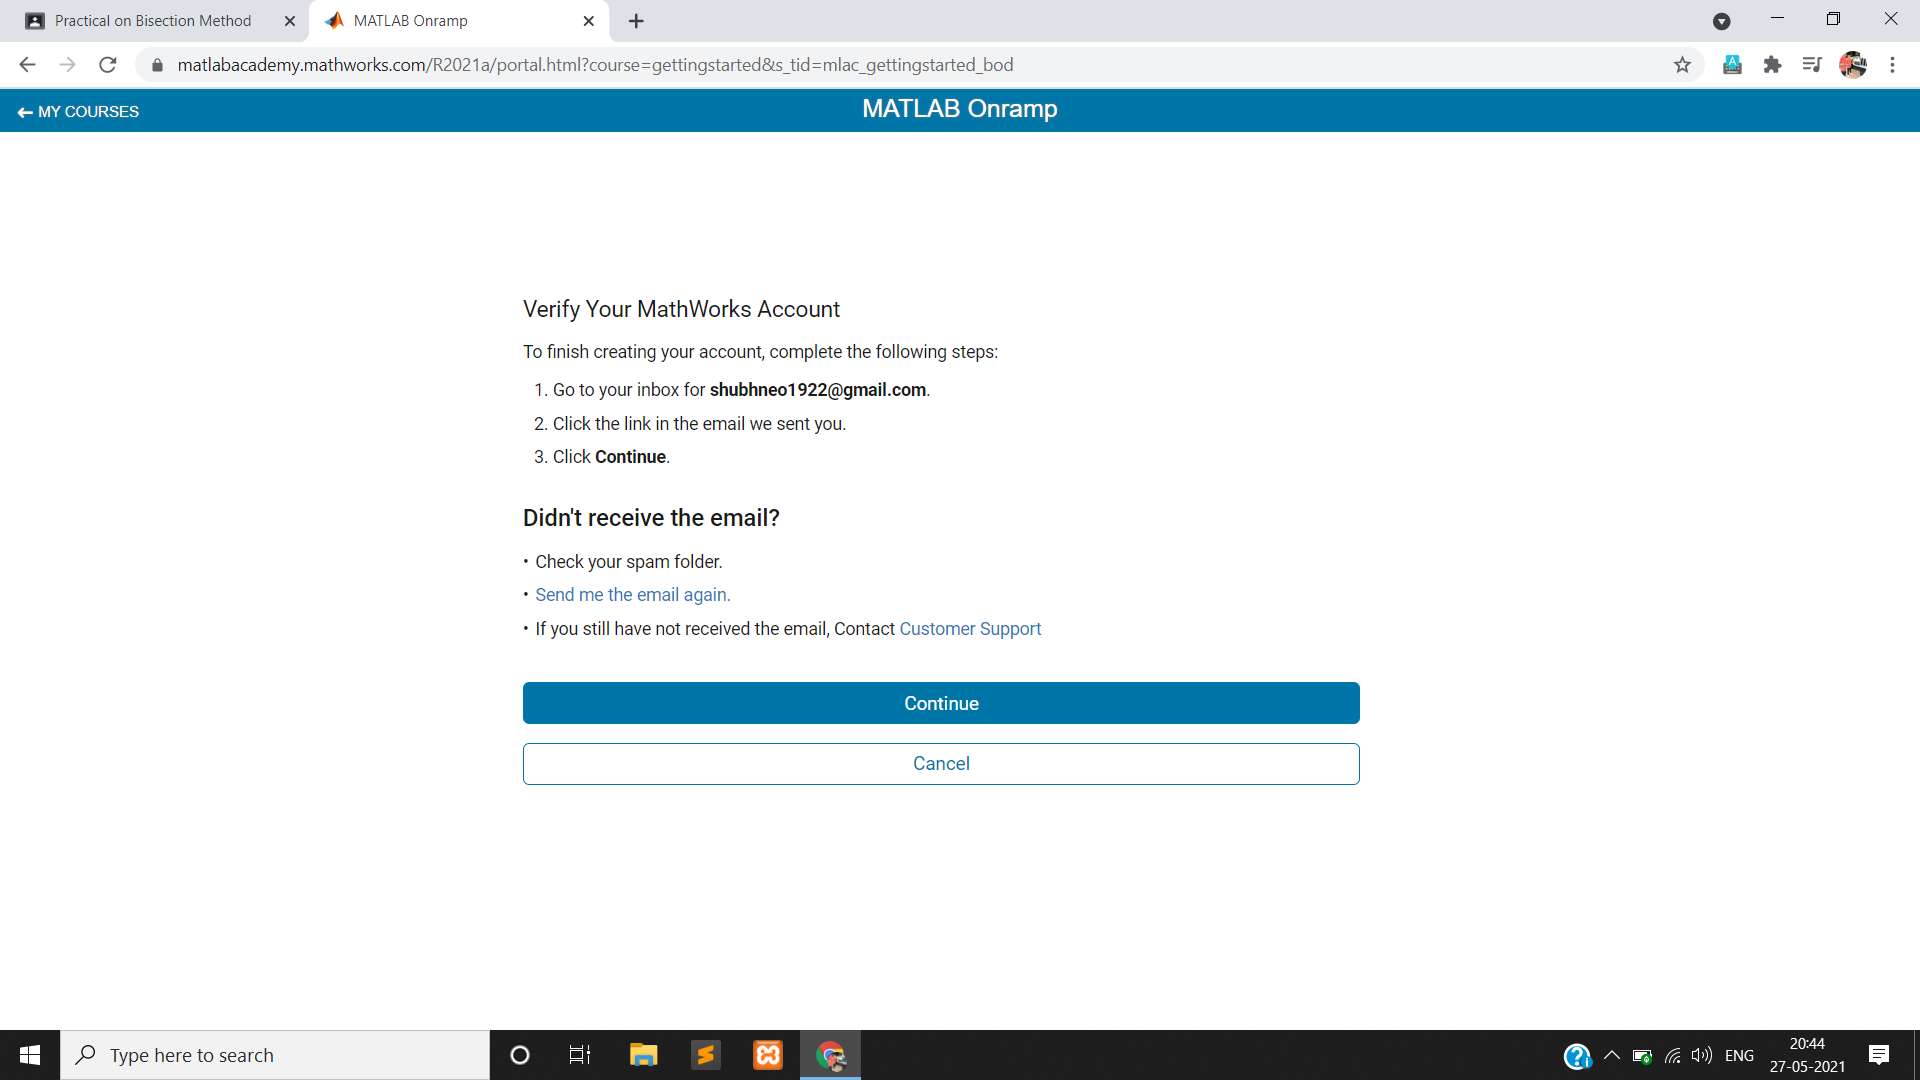 Practical on Bisection Method
MATLAB Onramp
matlabacademy.mathworks.com/R2021a/portal.html?course=gettingstarted&s_tid=mlac_gettingstarted_bod
MY COURSES
MATLAB Onramp
Verify Your MathWorks Account
To finish creating your account, complete the following steps:
1. Go to your inbox for shubhneo1922@gmail.com.
2. Click the link in the email we sent you.
3. Click Continue.
Didn't receive the email?
• Check your spam folder.
• Send me the email again.
• If you still have not received the email, Contact Customer Support
Continue
Cancel
Type here to search
ENG
20:44
27-05-2021